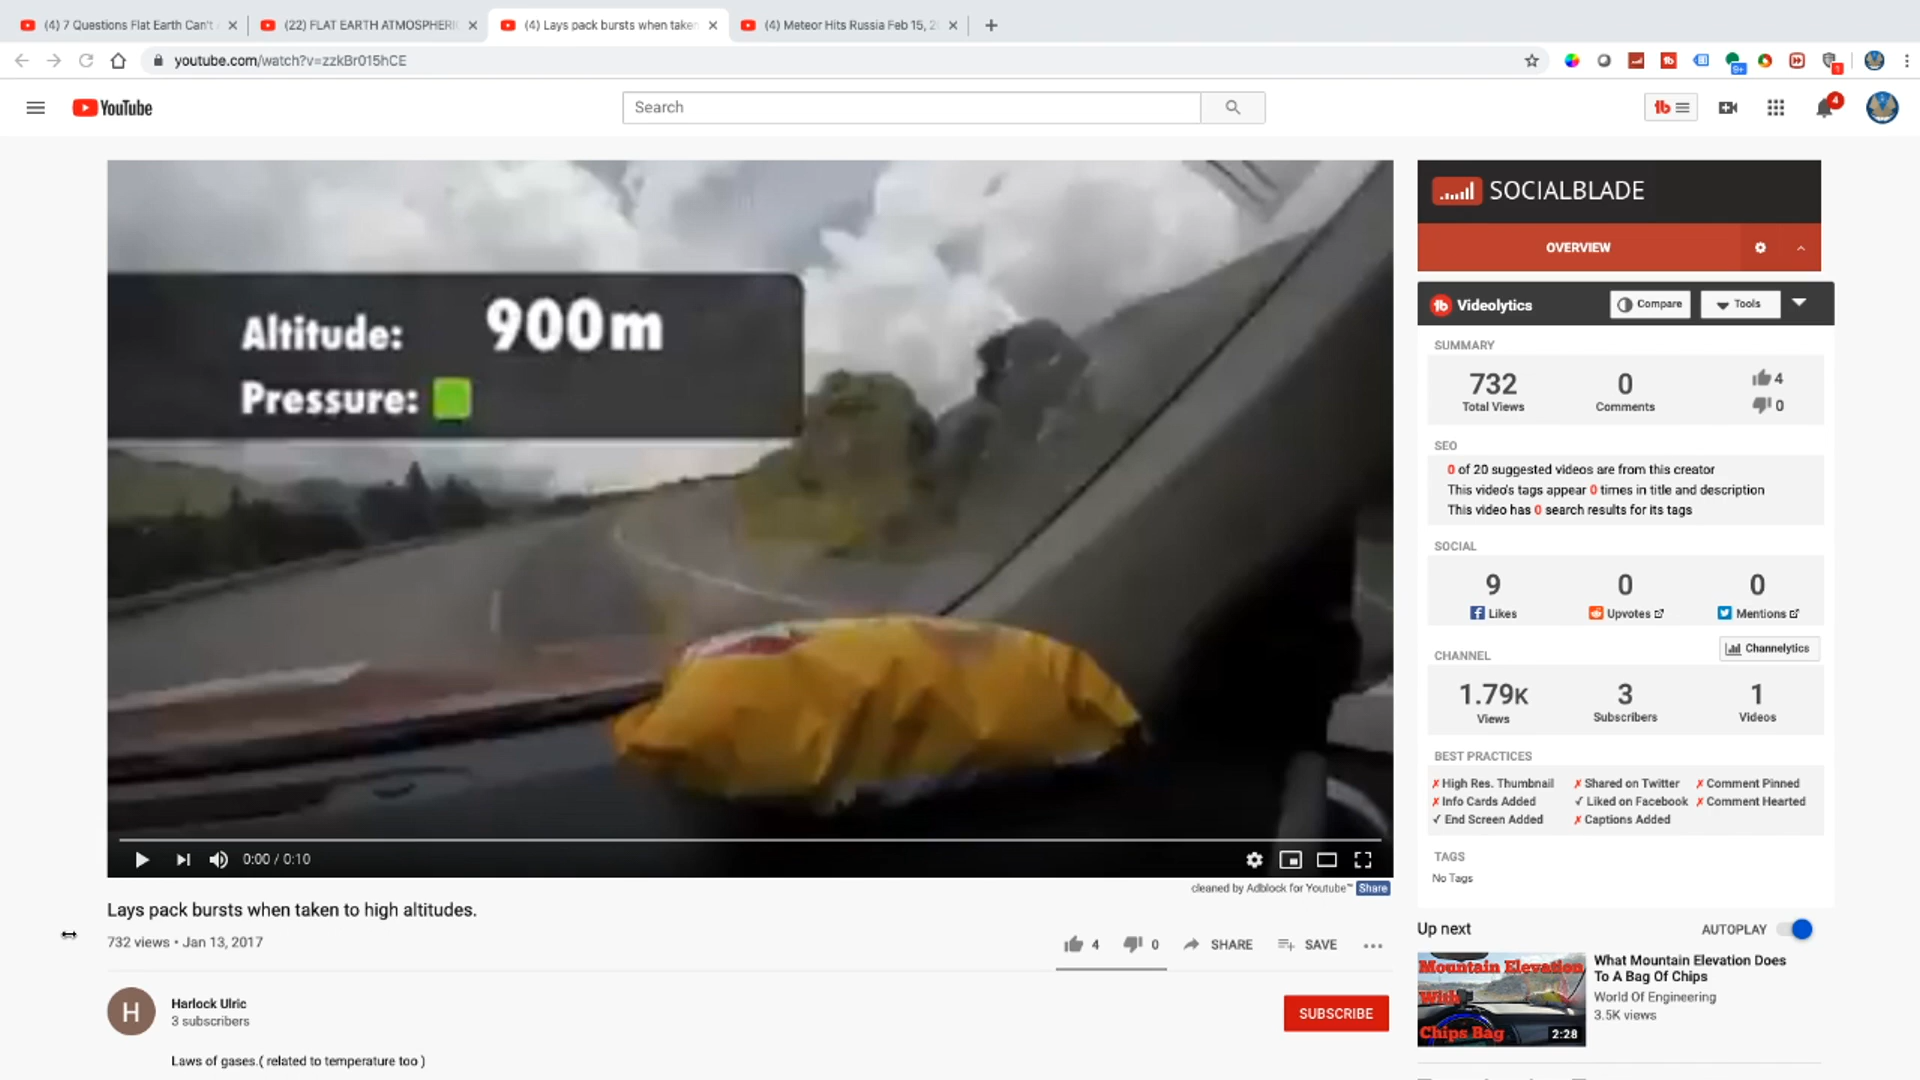 (4) 7 Questions Flat Earth Can't
(22) FLAT EARTH ATMOSPHERI
(4) Lays pack bursts when taken
(4) Meteor Hits Russia Feb 15, 2
youtube.com/watch?v=zzkBr015hCE
9+
1
YouTube
Search
tb
4
Altitude: 900m
Pressure:
0:00 / 0:10
cleaned by Adblock for Youtube™ Share
Lays pack bursts when taken to high altitudes.
732 views • Jan 13, 2017
4 0 SHARE SAVE
H
Harlock Ulric
3 subscribers
SUBSCRIBE
Laws of gases.( related to temperature too )
SOCIALBLADE
OVERVIEW
tb Videolytics Compare Tools
SUMMARY
732 0 4
Total Views Comments 0
SEO
0 of 20 suggested videos are from this creator
This video's tags appear 0 times in title and description
This video has 0 search results for its tags
SOCIAL
9 0 0
Likes Upvotes Mentions
CHANNEL Channelytics
1.79K 3 1
Views Subscribers Videos
BEST PRACTICES
✗ High Res. Thumbnail ✗ Shared on Twitter ✗ Comment Pinned
✗ Info Cards Added ✓ Liked on Facebook ✗ Comment Hearted
✓ End Screen Added ✗ Captions Added
TAGS
No Tags
Up next AUTOPLAY
Mountain Elevation
With
Chips Bag
2:28
What Mountain Elevation Does
To A Bag Of Chips
World Of Engineering
3.5K views